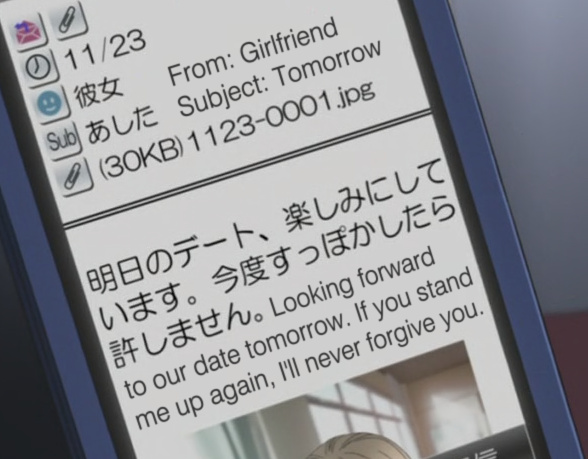 11/23
彼女
From: Girlfriend
Sub あした
Subject: Tomorrow
(30KB) 1123-0001.jpg
明日のデート、楽しみにして
います。今度すっぽかしたら
許しません。Looking forward
to our date tomorrow. If you stand
me up again, I'll never forgive you.